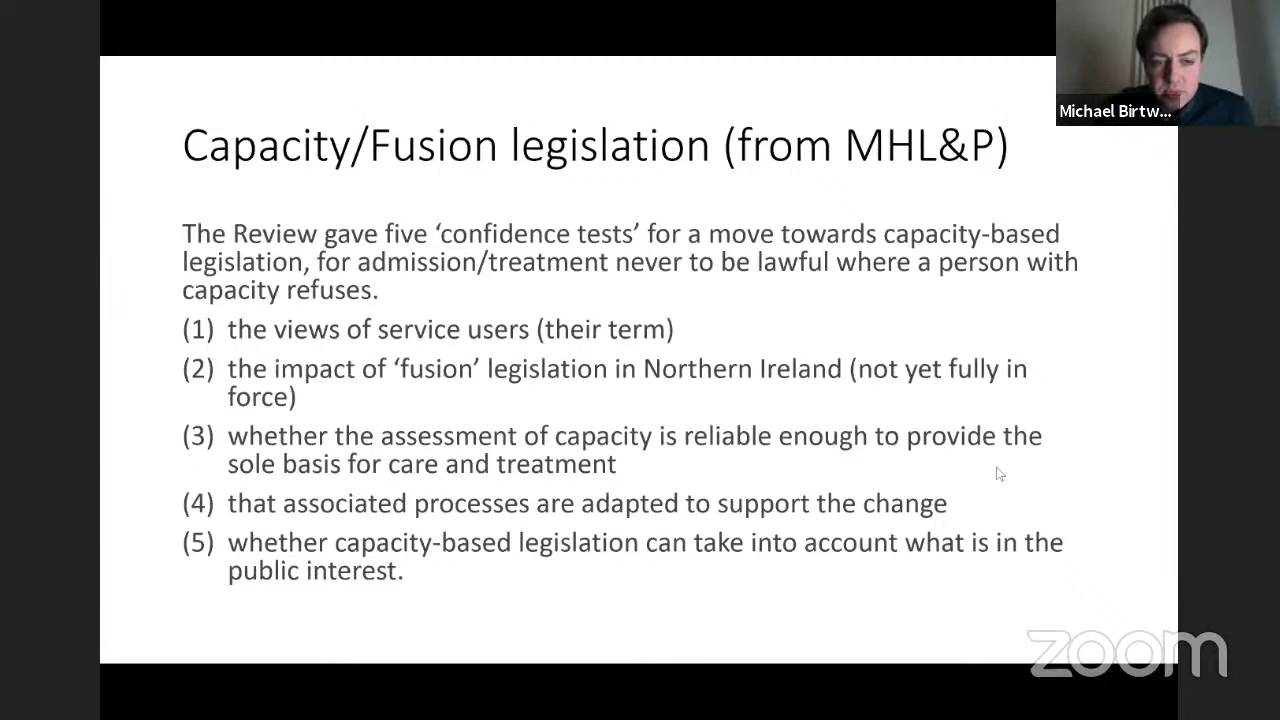 Michael Birtw...
Capacity/Fusion legislation (from MHL&P)
The Review gave five ‘confidence tests’ for a move towards capacity-based
legislation, for admission/treatment never to be lawful where a person with
capacity refuses.
(1) the views of service users (their term)
(2) the impact of ‘fusion’ legislation in Northern Ireland (not yet fully in
force)
(3) whether the assessment of capacity is reliable enough to provide the
sole basis for care and treatment
(4) that associated processes are adapted to support the change
(5) whether capacity-based legislation can take into account what is in the
public interest.
zoom